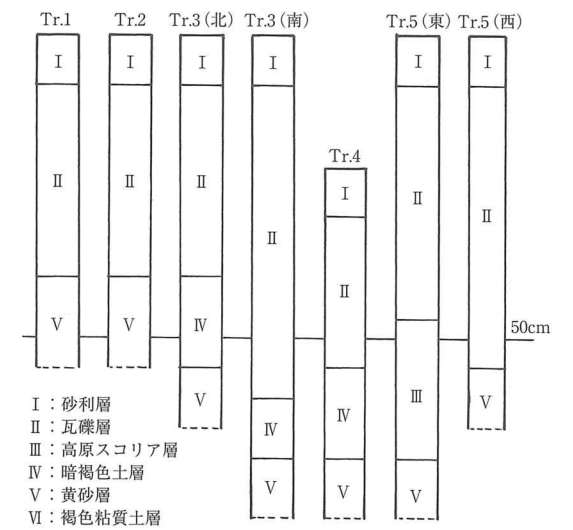 Tr.1 Tr.2 Tr.3（北） Tr.3（南） Tr.5（東） Tr.5（西）
Ⅰ Ⅰ Ⅰ Ⅰ Ⅰ Ⅰ
Tr.4
Ⅰ
Ⅱ Ⅱ Ⅱ Ⅱ Ⅱ
Ⅱ
Ⅱ
Ⅴ Ⅴ Ⅳ
50cm
Ⅴ Ⅲ Ⅴ
Ⅳ Ⅳ
Ⅴ Ⅴ Ⅴ
Ⅰ：砂利層
Ⅱ：瓦礫層
Ⅲ：高原スコリア層
Ⅳ：暗褐色土層
Ⅴ：黄砂層
Ⅵ：褐色粘質土層